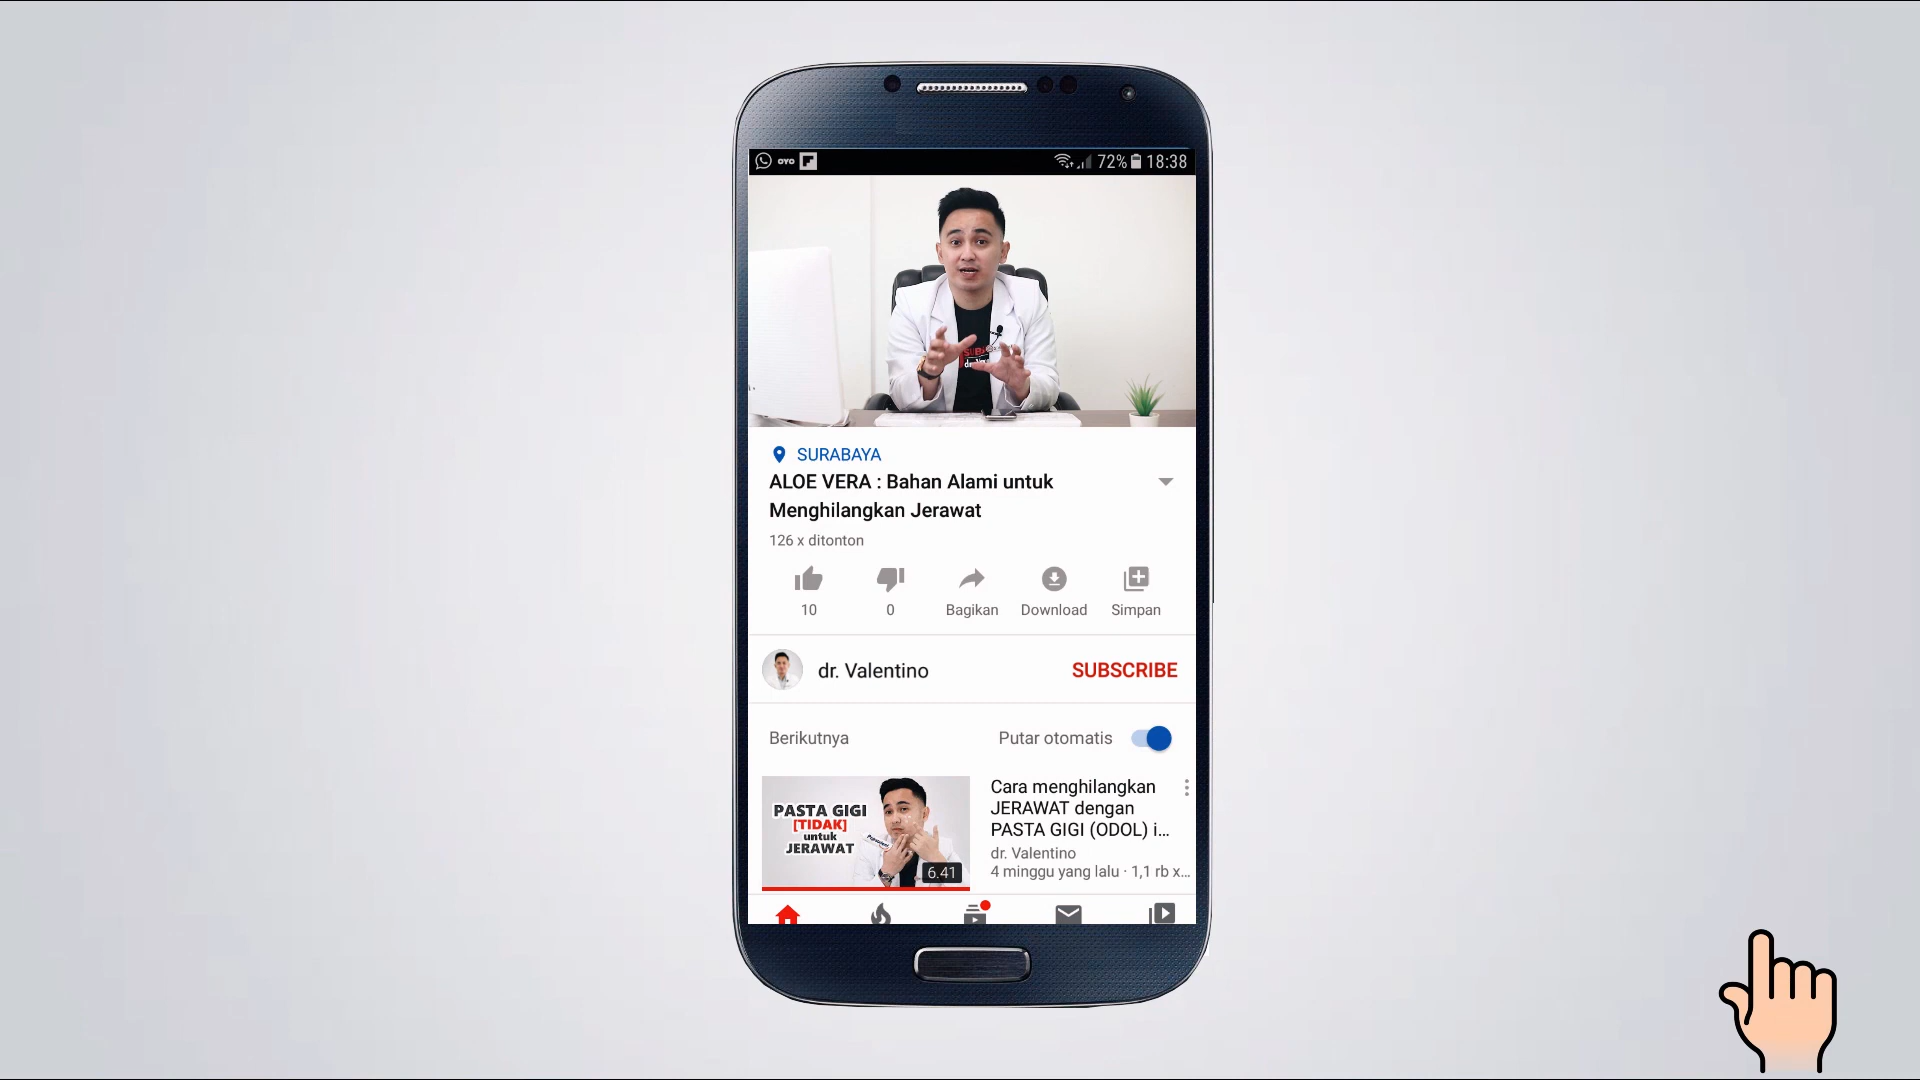 OYO
72% 18:38
SURABAYA
ALOE VERA : Bahan Alami untuk
Menghilangkan Jerawat
126 x ditonton
10
0
Bagikan
Download
Simpan
dr. Valentino
SUBSCRIBE
Berikutnya
Putar otomatis
PASTA GIGI
[TIDAK]
untuk
JERAWAT
6.41
Cara menghilangkan
JERAWAT dengan
PASTA GIGI (ODOL) i...
dr. Valentino
4 minggu yang lalu · 1,1 rb x...